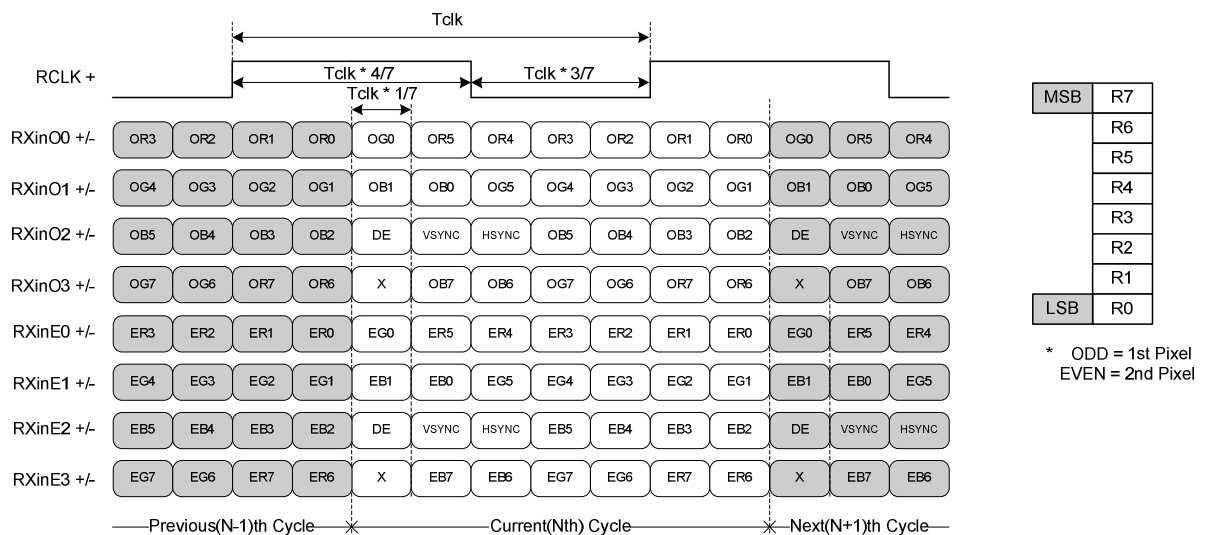 Tclk
RCLK +
Tclk * 4/7
Tclk * 3/7
Tclk * 1/7
RXinO0 +/- OR3 OR2 OR1 OR0 OG0 OR5 OR4 OR3 OR2 OR1 OR0 OG0 OR5 OR4
RXinO1 +/- OG4 OG3 OG2 OG1 OB1 OB0 OG5 OG4 OG3 OG2 OG1 OB1 OB0 OG5
RXinO2 +/- OB5 OB4 OB3 OB2 DE VSYNC HSYNC OB5 OB4 OB3 OB2 DE VSYNC HSYNC
RXinO3 +/- OG7 OG6 OR7 OR6 X OB7 OB6 OG7 OG6 OR7 OR6 X OB7 OB6
RXinE0 +/- ER3 ER2 ER1 ER0 EG0 ER5 ER4 ER3 ER2 ER1 ER0 EG0 ER5 ER4
RXinE1 +/- EG4 EG3 EG2 EG1 EB1 EB0 EG5 EG4 EG3 EG2 EG1 EB1 EB0 EG5
RXinE2 +/- EB5 EB4 EB3 EB2 DE VSYNC HSYNC EB5 EB4 EB3 EB2 DE VSYNC HSYNC
RXinE3 +/- EG7 EG6 ER7 ER6 X EB7 EB6 EG7 EG6 ER7 ER6 X EB7 EB6
Previous(N-1)th Cycle Current(Nth) Cycle Next(N+1)th Cycle
MSB R7
R6
R5
R4
R3
R2
R1
LSB R0
* ODD = 1st Pixel
EVEN = 2nd Pixel